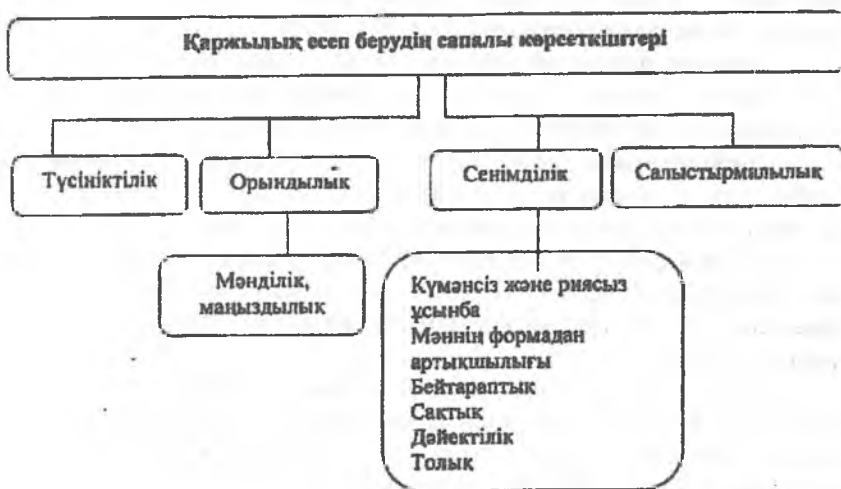 Қаржылық есеп берудің сапалы көрсеткіштері
Түсініктілік
Орындылық
Сенімділік
Салыстырмалылық
Мәнділік,
маңыздылық
Күмәнсіз және риясыз
ұсынба
Мәннің формадан
артықшылығы
Бейтараптық
Сақтық
Дәйектілік
Толық